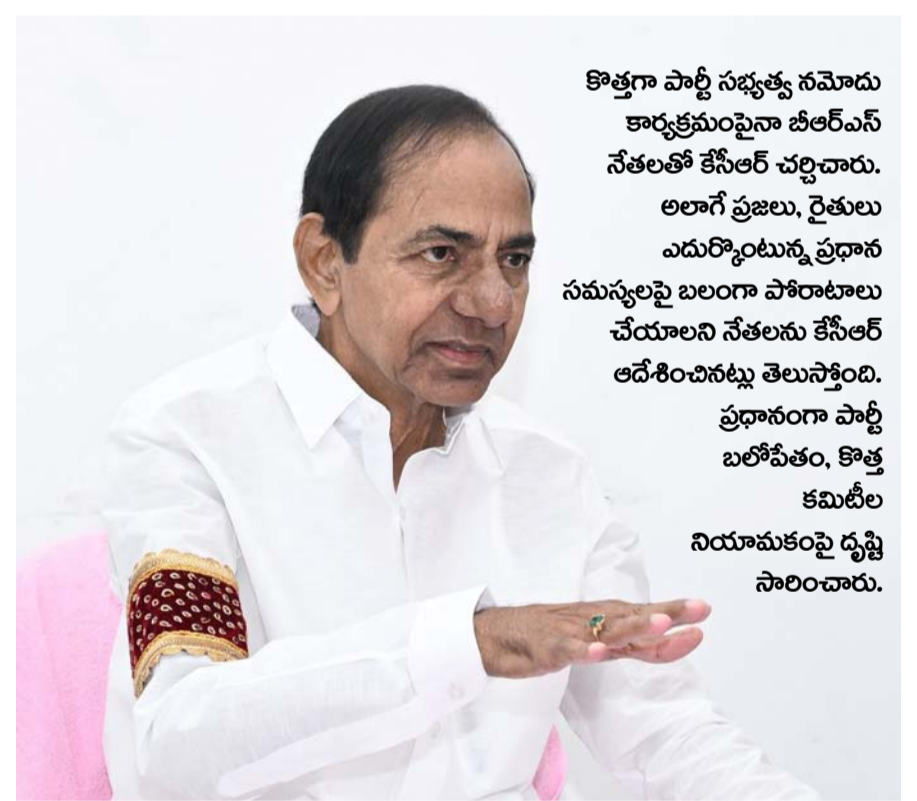 కొత్తగా పార్టీ సభ్యత్వ నమోదు
కార్యక్రమంపైనా బీఆర్ఎస్
నేతలతో కేసీఆర్ చర్చిచారు.
అలాగే ప్రజలు, రైతులు
ఎదుర్కొంటున్న ప్రధాన
సమస్యలపై బలంగా పోరాటాలు
చేయాలని నేతలను కేసీఆర్
ఆదేశించినట్లు తెలుస్తోంది.
ప్రధానంగా పార్టీ
బలోపేతం, కొత్త
కమిటీల
నియామకంపై దృష్టి
సారించారు.